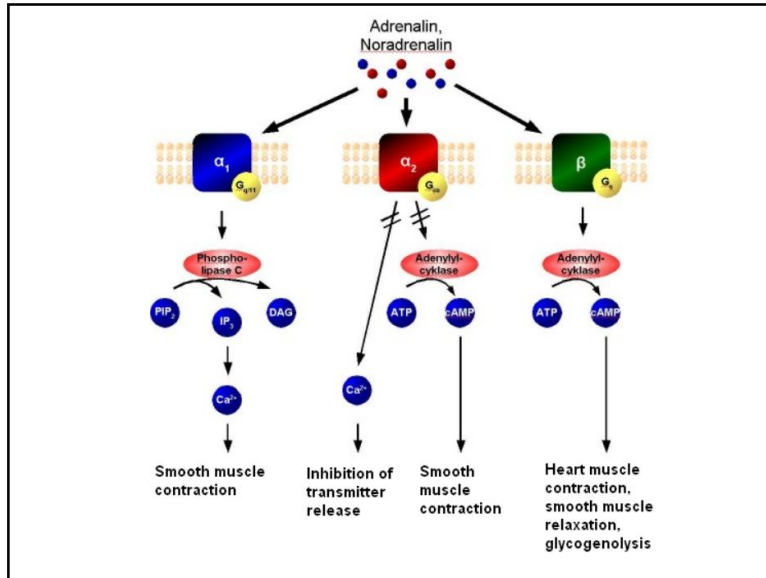 Adrenalin,
Noradrenalin
α₁
Gq/11
α₂
β
Gs
Phospho-
lipase C
Adenylyl-
cyklase
Adenylyl-
cyklase
PIP₂
IP₃
DAG
ATP
cAMP
ATP
cAMP
Ca²⁺
Ca²⁺
Smooth muscle
contraction
Inhibition of
transmitter
release
Smooth
muscle
contraction
Heart muscle
contraction,
smooth muscle
relaxation,
glycogenolysis